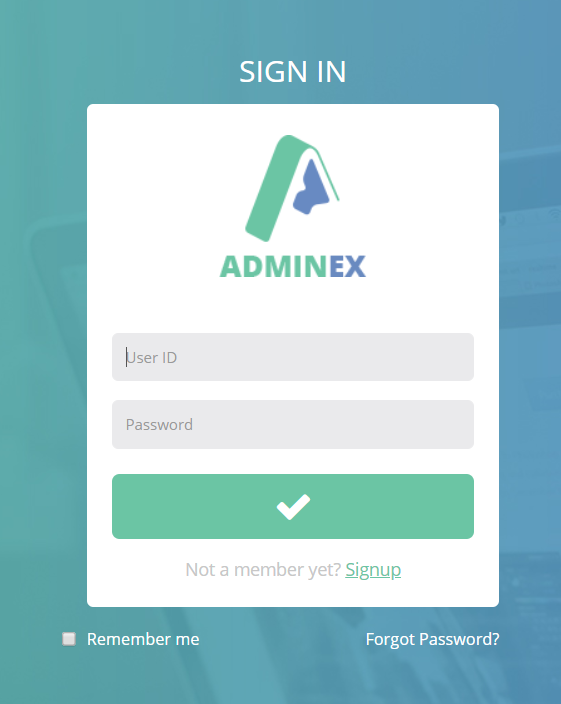 SIGN IN
ADMINEX
User ID
Password
Not a member yet? Signup
Remember me
Forgot Password?